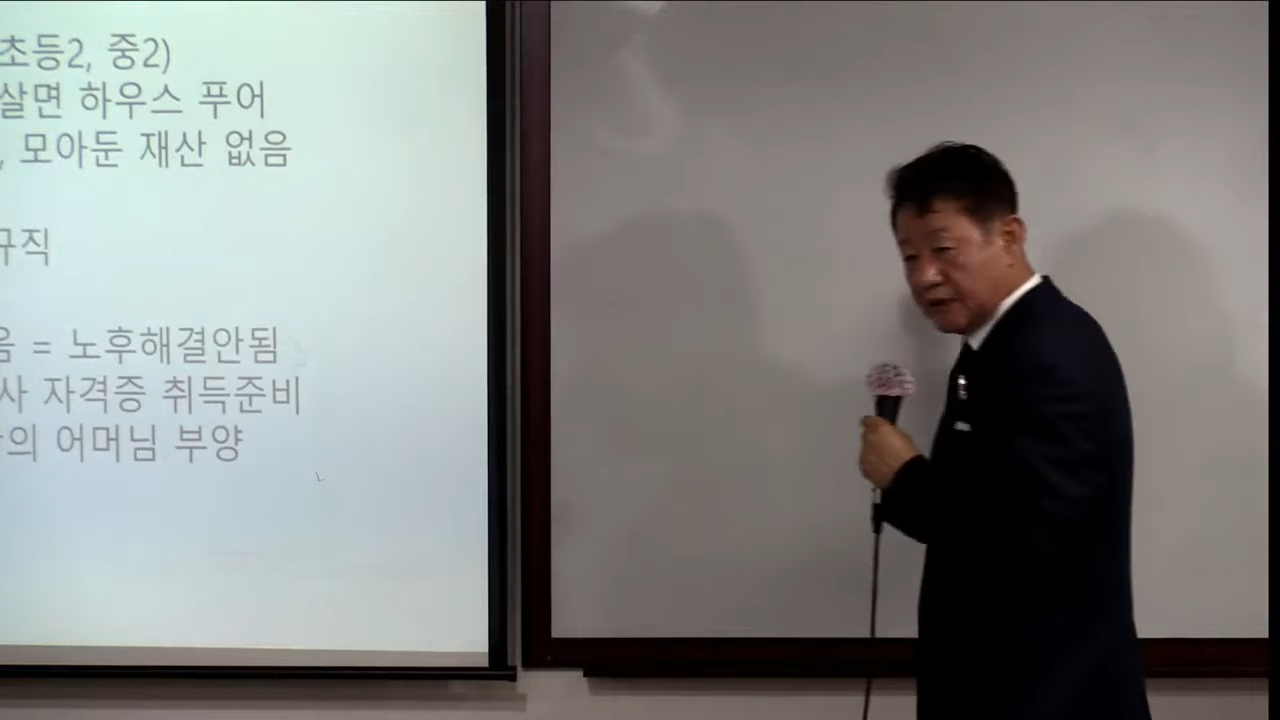 초등2, 중2)
살면 하우스 푸어
, 모아둔 재산 없음
규직
음 = 노후해결안됨
사 자격증 취득준비
의 어머님 부양